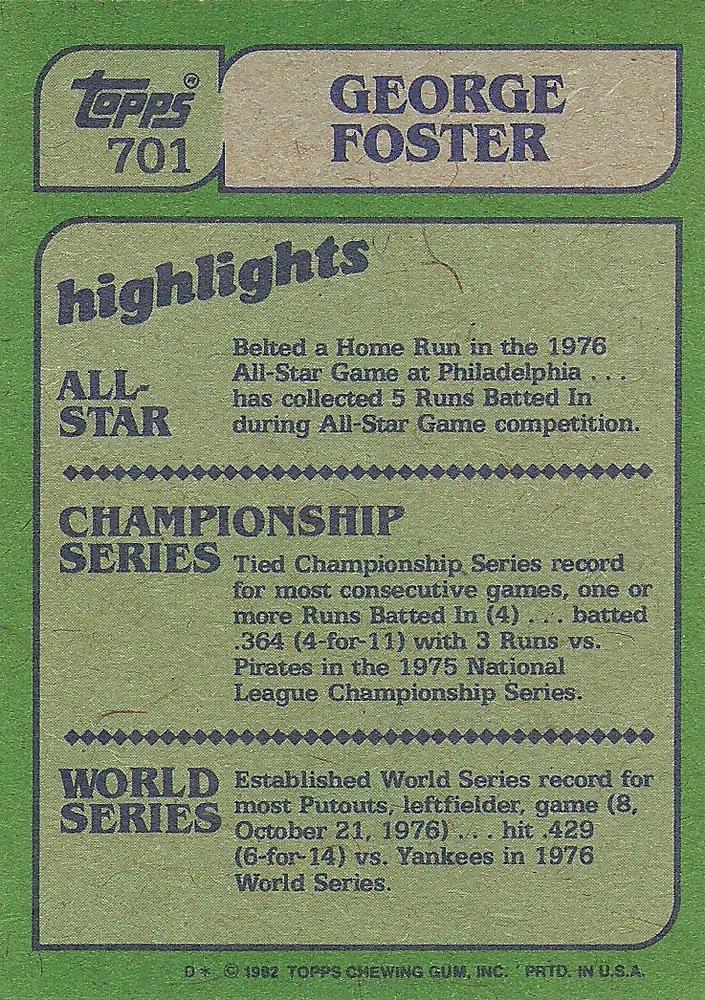 topps®
701
GEORGE
FOSTER
highlights
ALL-
STAR
Belted a Home Run in the 1976
All-Star Game at Philadelphia . . .
has collected 5 Runs Batted In
during All-Star Game competition.
CHAMPIONSHIP
SERIES
Tied Championship Series record
for most consecutive games, one or
more Runs Batted In (4) . . . batted
.364 (4-for-11) with 3 Runs vs.
Pirates in the 1975 National
League Championship Series.
WORLD
SERIES
Established World Series record for
most Putouts, leftfielder, game (8,
October 21, 1976) . . . hit .429
(6-for-14) vs. Yankees in 1976
World Series.
D* © 1982 TOPPS CHEWING GUM, INC. PRTD. IN U.S.A.